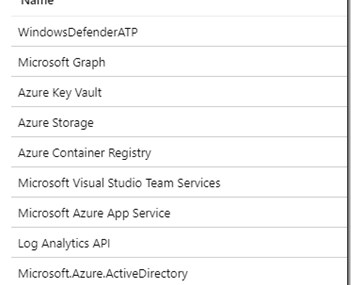 Name
WindowsDefenderATP
Microsoft Graph
Azure Key Vault
Azure Storage
Azure Container Registry
Microsoft Visual Studio Team Services
Microsoft Azure App Service
Log Analytics API
Microsoft.Azure.ActiveDirectory